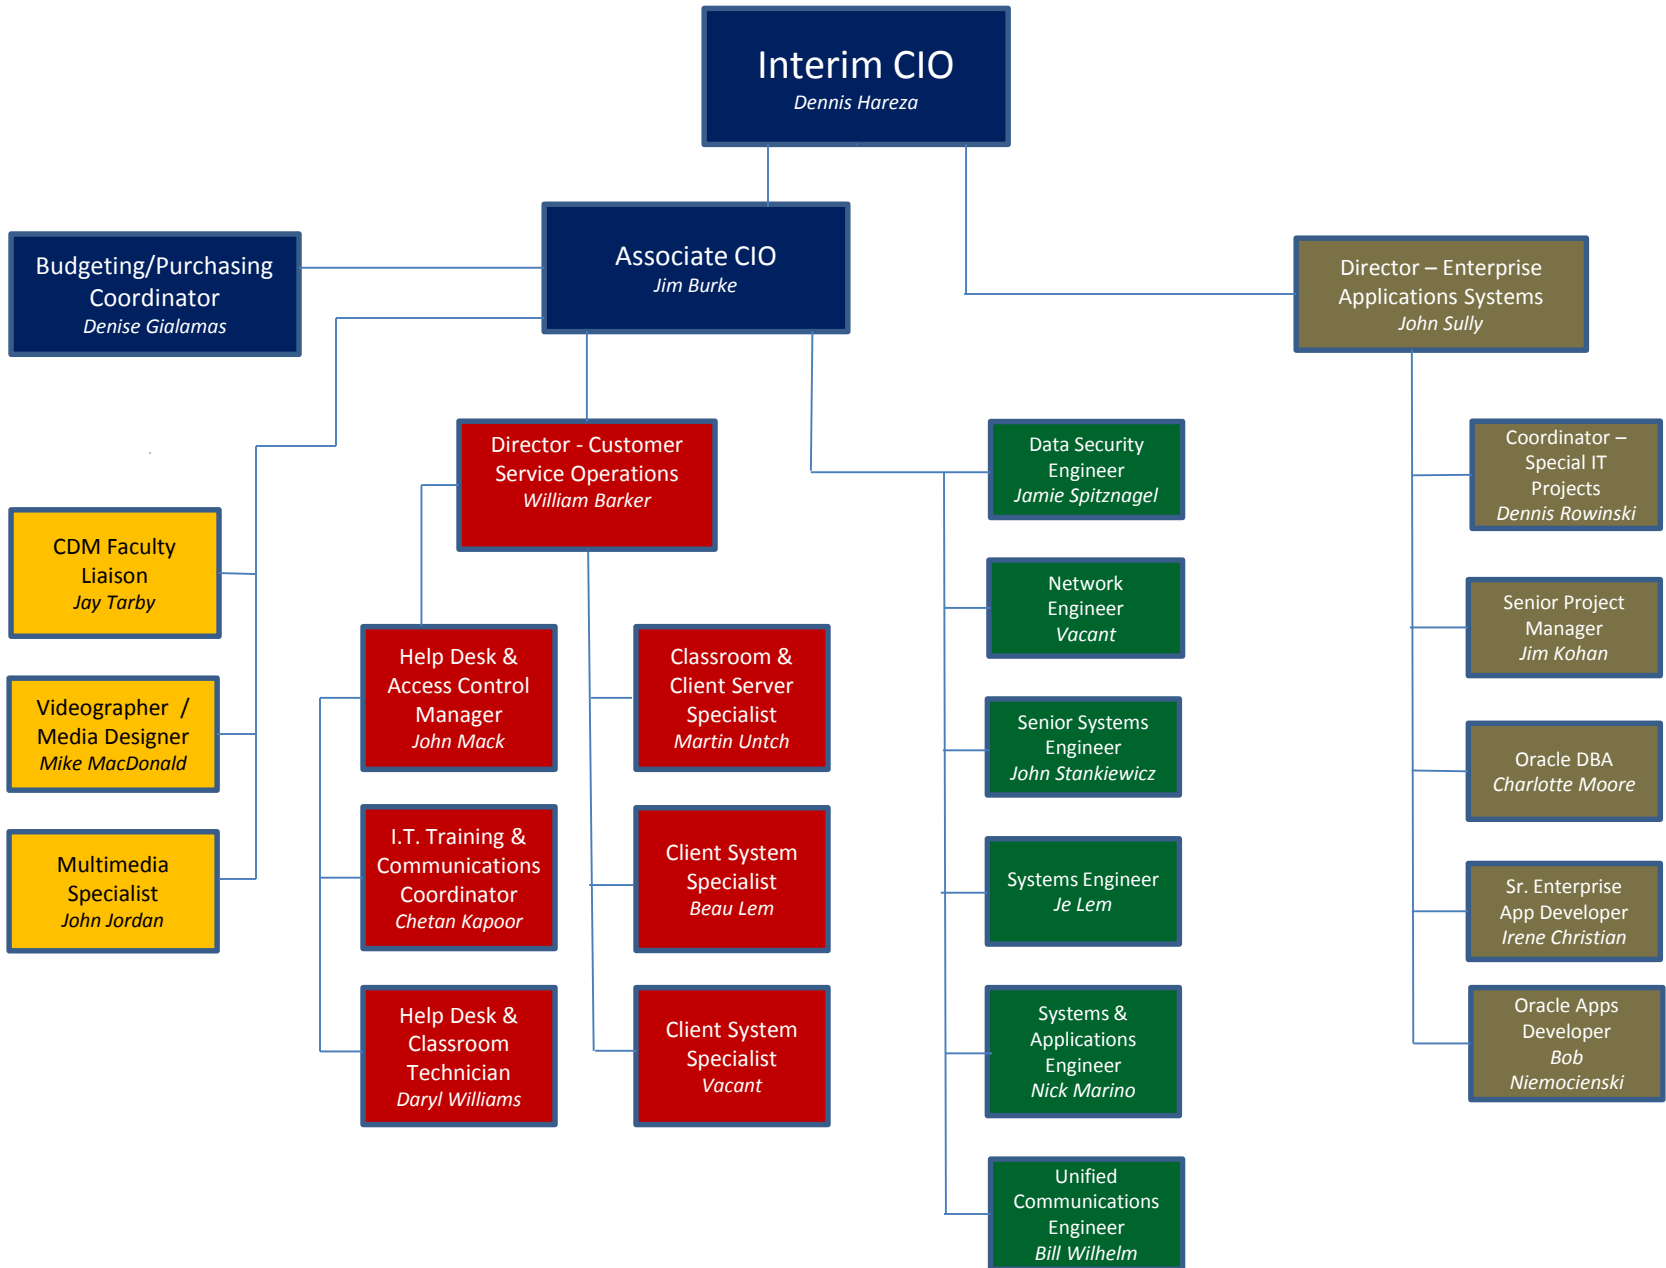 Interim CIO
Dennis Hareza
Associate CIO
Jim Burke
Budgeting/Purchasing
Coordinator
Denise Gialamas
Director – Enterprise
Applications Systems
John Sully
CDM Faculty
Liaison
Jay Tarby
Videographer /
Media Designer
Mike MacDonald
Multimedia
Specialist
John Jordan
Director - Customer
Service Operations
William Barker
Help Desk &
Access Control
Manager
John Mack
I.T. Training &
Communications
Coordinator
Chetan Kapoor
Help Desk &
Classroom
Technician
Daryl Williams
Classroom &
Client Server
Specialist
Martin Untch
Client System
Specialist
Beau Lem
Client System
Specialist
Vacant
Data Security
Engineer
Jamie Spitznagel
Network
Engineer
Vacant
Senior Systems
Engineer
John Stankiewicz
Systems Engineer
Je Lem
Systems &
Applications
Engineer
Nick Marino
Unified
Communications
Engineer
Bill Wilhelm
Coordinator –
Special IT
Projects
Dennis Rowinski
Senior Project
Manager
Jim Kohan
Oracle DBA
Charlotte Moore
Sr. Enterprise
App Developer
Irene Christian
Oracle Apps
Developer
Bob
Niemocienski